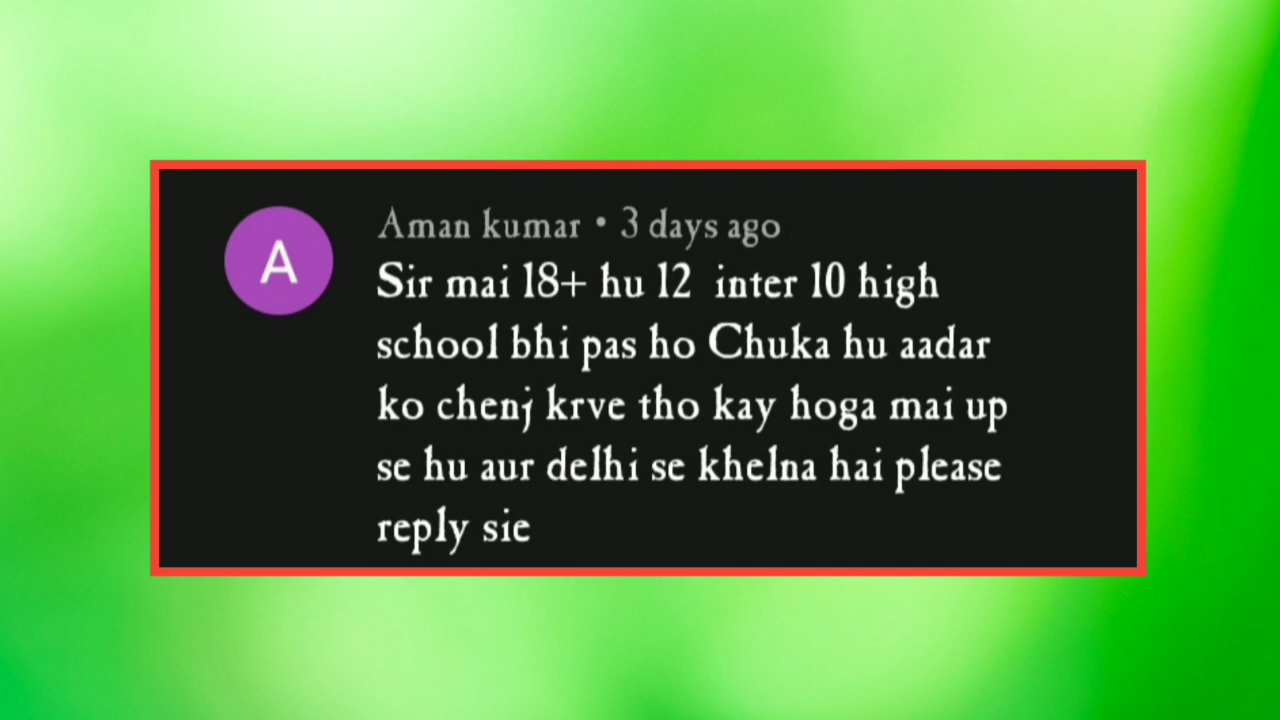 A
Aman kumar • 3 days ago
Sir mai 18+ hu 12 inter 10 high
school bhi pas ho Chuka hu aadar
ko chenj krve tho kay hoga mai up
se hu aur delhi se khelna hai please
reply sie